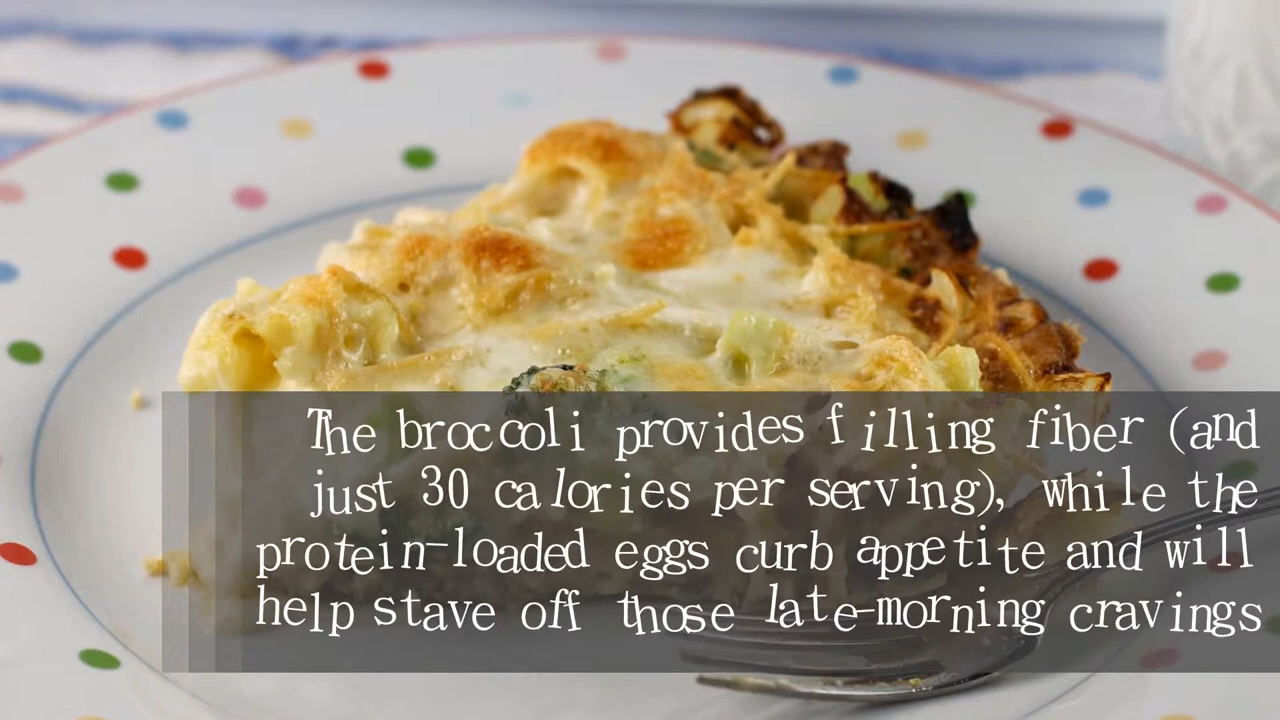 The broccoli provides filling fiber (and
just 30 calories per serving), while the
protein-loaded eggs curb appetite and will
help stave off those late-morning cravings